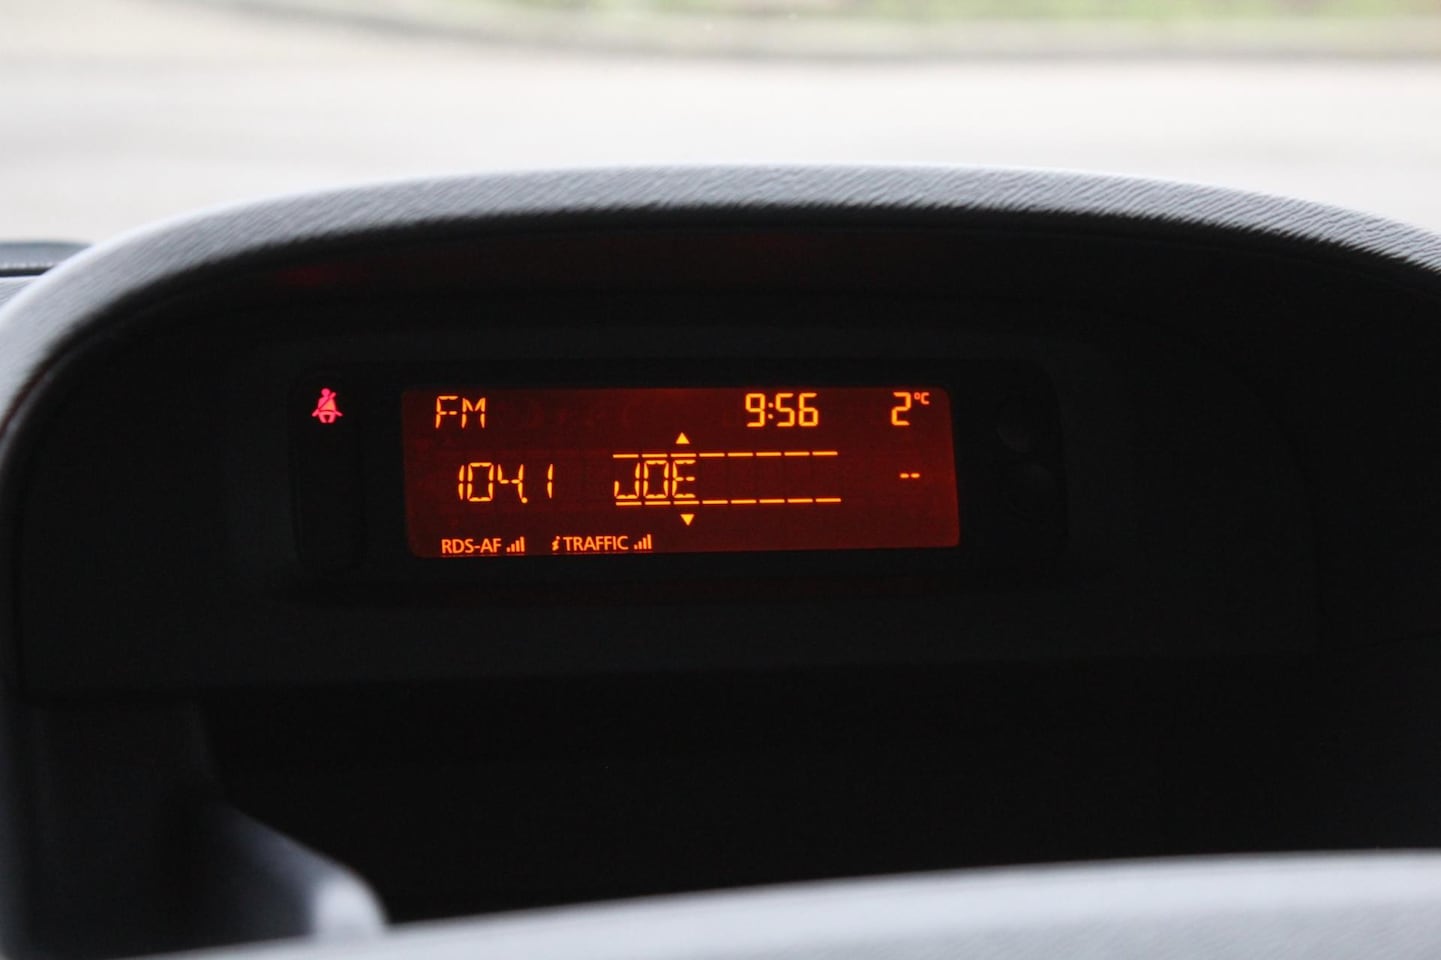 FM 9:56 2°C
104.1 JOE --
RDS-AF i TRAFFIC